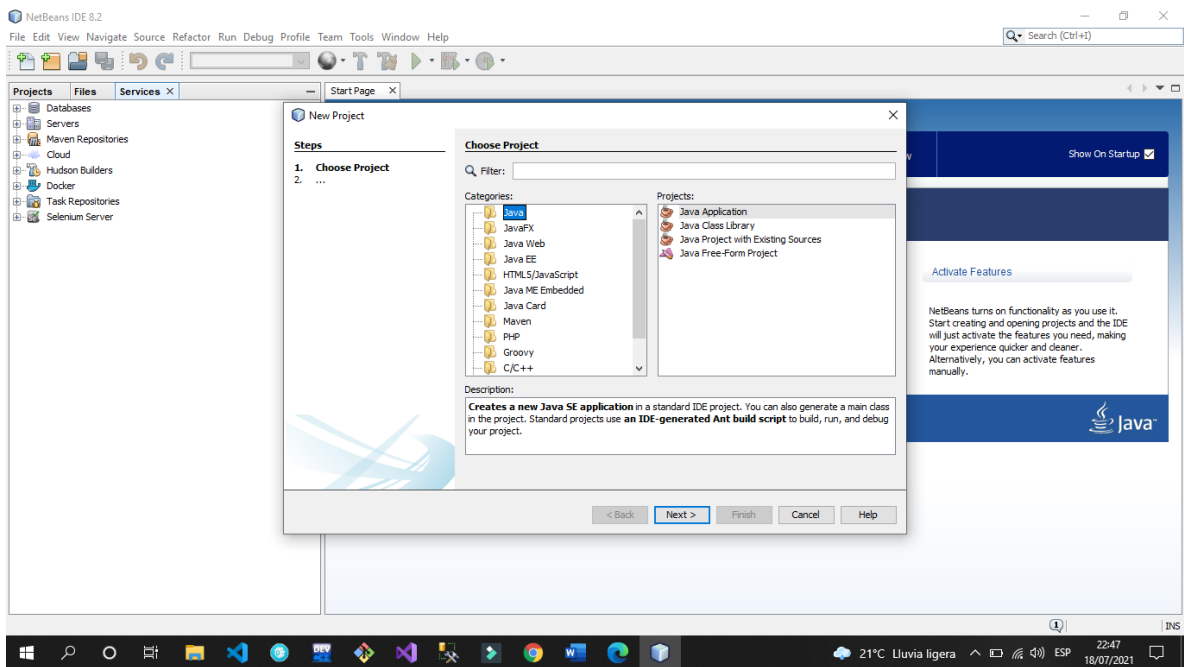 NetBeans IDE 8.2
File Edit View Navigate Source Refactor Run Debug Profile Team Tools Window Help
Search (Ctrl+I)
Projects Files Services
Start Page
Databases
Servers
Maven Repositories
Cloud
Hudson Builders
Docker
Task Repositories
Selenium Server
New Project
Steps
1. Choose Project
2. ...
Choose Project
Filter:
Categories:
Java
JavaFX
Java Web
Java EE
HTML5/JavaScript
Java ME Embedded
Java Card
Maven
PHP
Groovy
C/C++
Projects:
Java Application
Java Class Library
Java Project with Existing Sources
Java Free-Form Project
Description:
Creates a new Java SE application in a standard IDE project. You can also generate a main class
in the project. Standard projects use an IDE-generated Ant build script to build, run, and debug
your project.
< Back Next > Finish Cancel Help
w
Show On Startup
Activate Features
NetBeans turns on functionality as you use it.
Start creating and opening projects and the IDE
will just activate the features you need, making
your experience quicker and cleaner.
Alternatively, you can activate features
manually.
Java
1
INS
DEV
21°C Lluvia ligera
ESP
22:47
18/07/2021